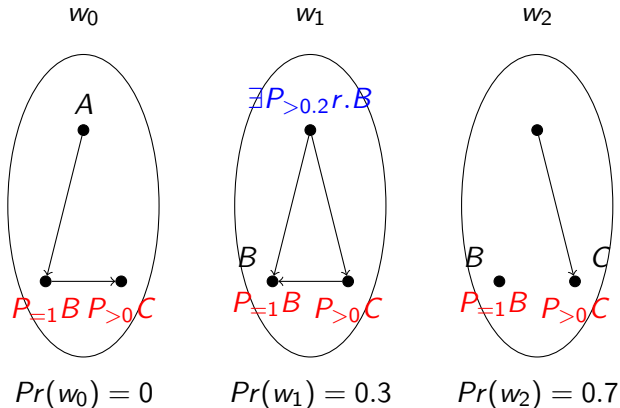 w₀ w₁ w₂
A ∃P>0.2r.B
B B C
P=1B P>0C P=1B P>0C P=1B P>0C
Pr(w₀) = 0 Pr(w₁) = 0.3 Pr(w₂) = 0.7